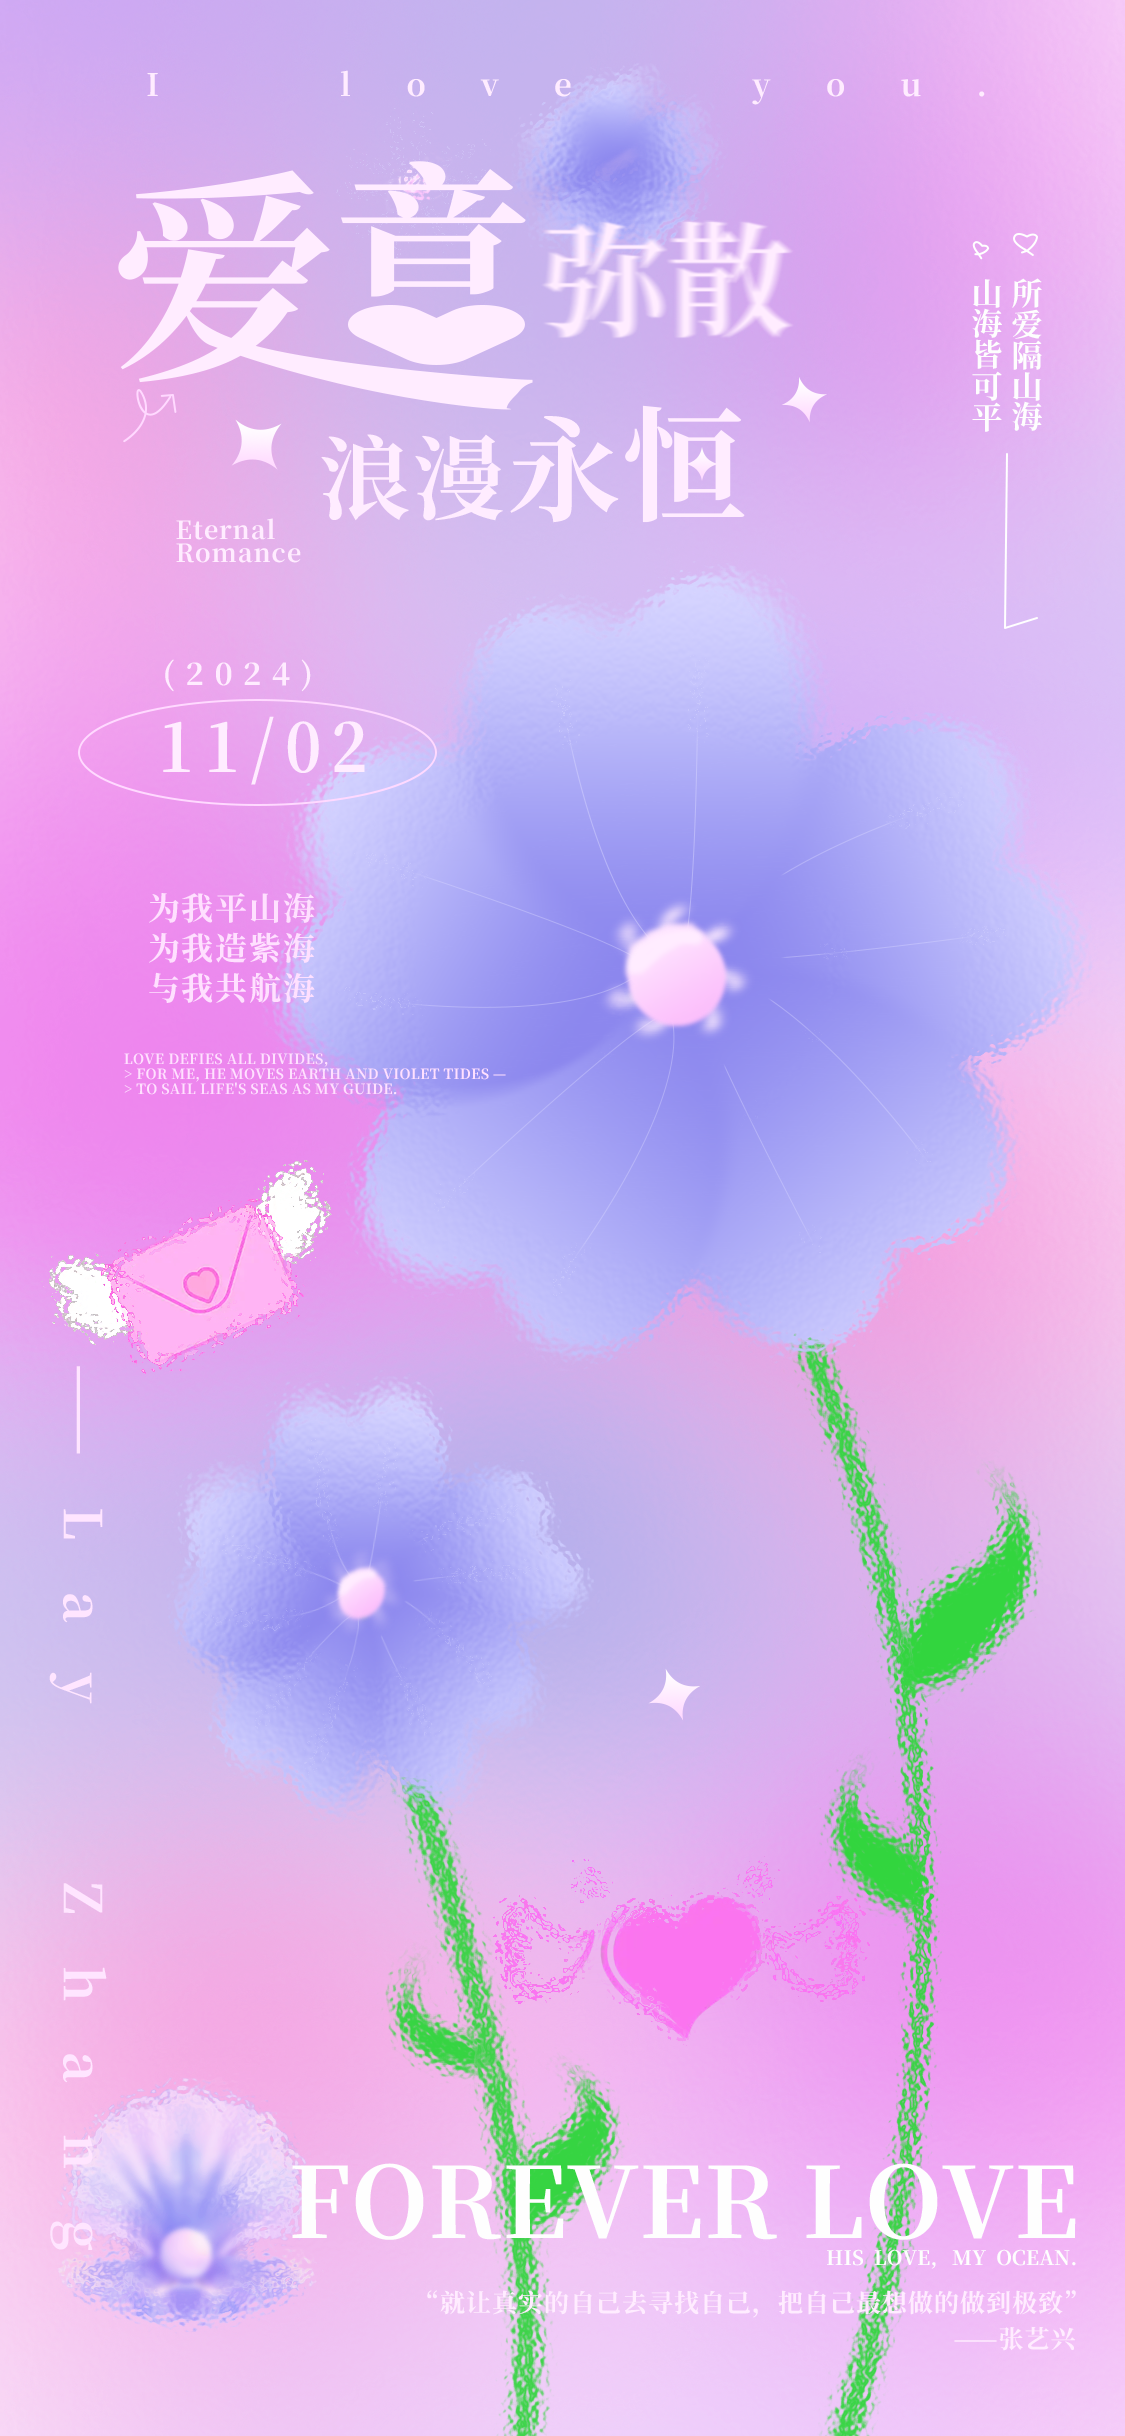 I love you.
爱意弥散
浪漫永恒
Eternal
Romance
所爱隔山海
山海皆可平
(2024)
11/02
为我平山海
为我造紫海
与我共航海
LOVE DEFIES ALL DIVIDES,
> FOR ME, HE MOVES EARTH AND VIOLET TIDES —
> TO SAIL LIFE'S SEAS AS MY GUIDE.
— Lay Zhang
FOREVER LOVE
HIS LOVE, MY OCEAN.
“就让真实的自己去寻找自己，把自己最想做的做到极致”
——张艺兴